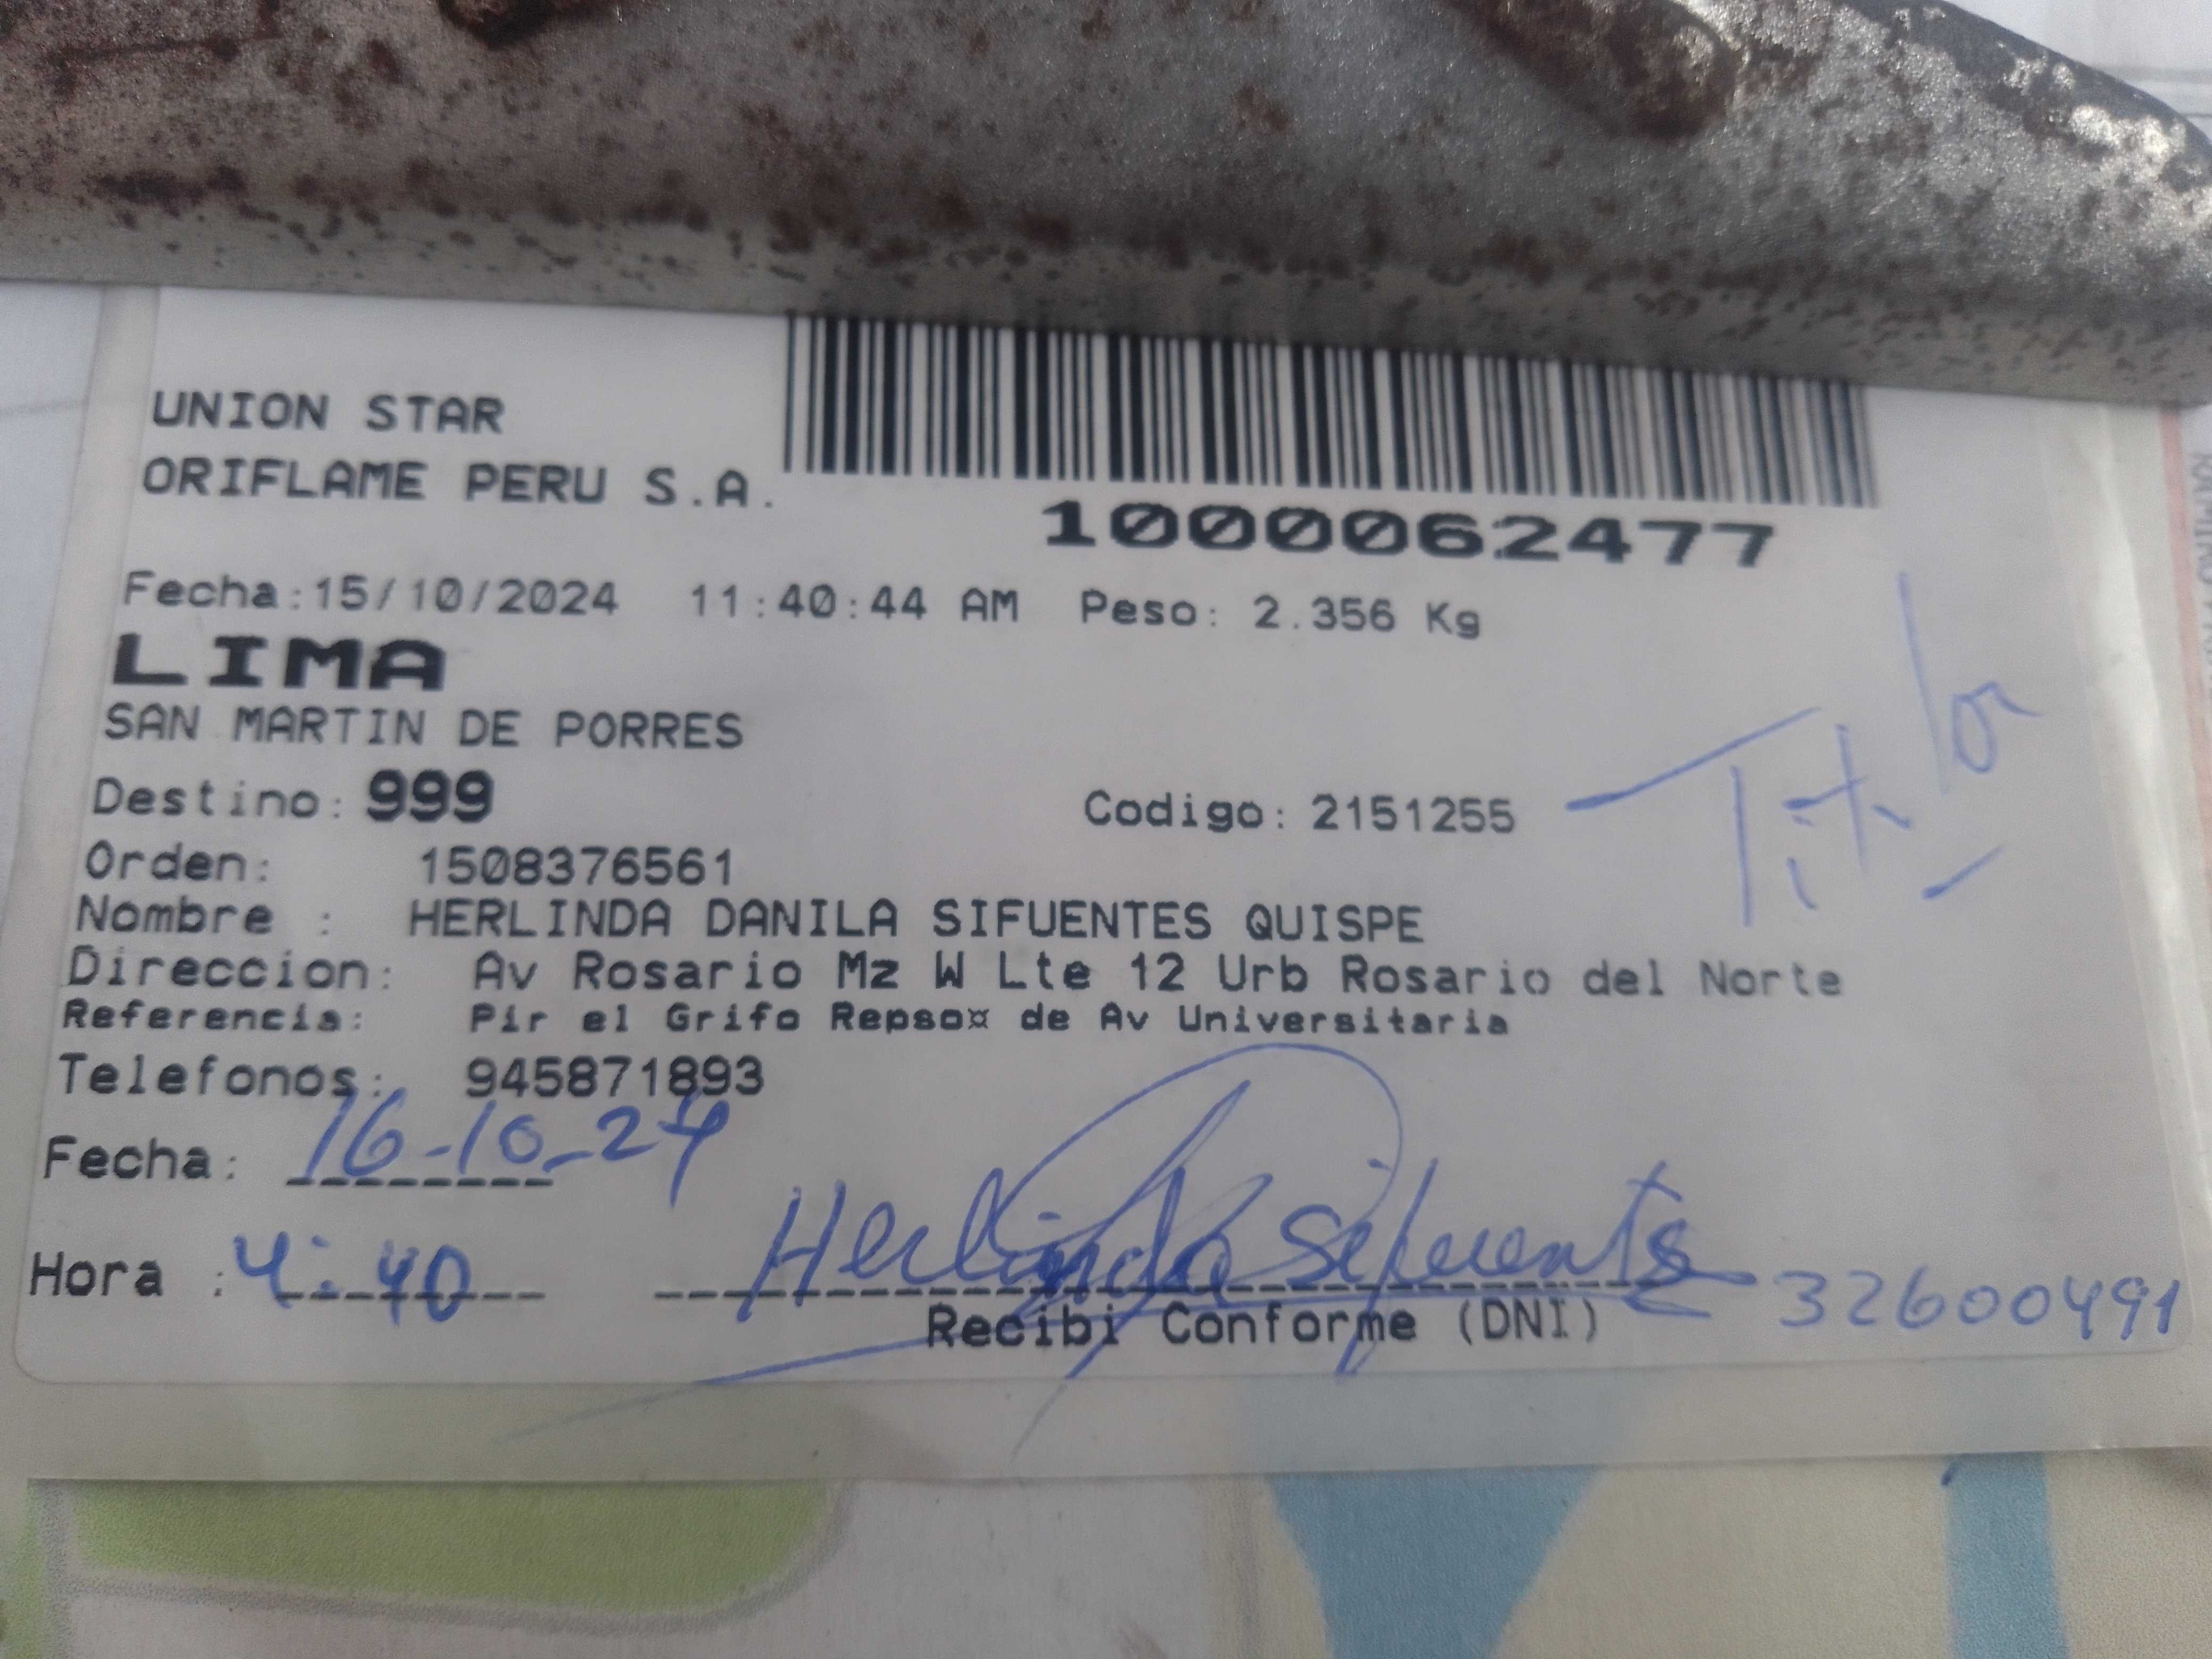 UNION STAR
ORIFLAME PERU S.A.
1000062477
Fecha:15/10/2024 11:40:44 AM Peso: 2.356 Kg
LIMA
SAN MARTIN DE PORRES
Titular
Destino: 999 Codigo: 2151255
Orden: 1508376561
Nombre : HERLINDA DANILA SIFUENTES QUISPE
Direccion: Av Rosario Mz W Lte 12 Urb Rosario del Norte
Referencia: Pir el Grifo Repso¤ de Av Universitaria
Telefonos: 945871893
Fecha: 16-10-24
Hora : 4:40 Herlinda Sifuentes 32600491
Recibi Conforme (DNI)